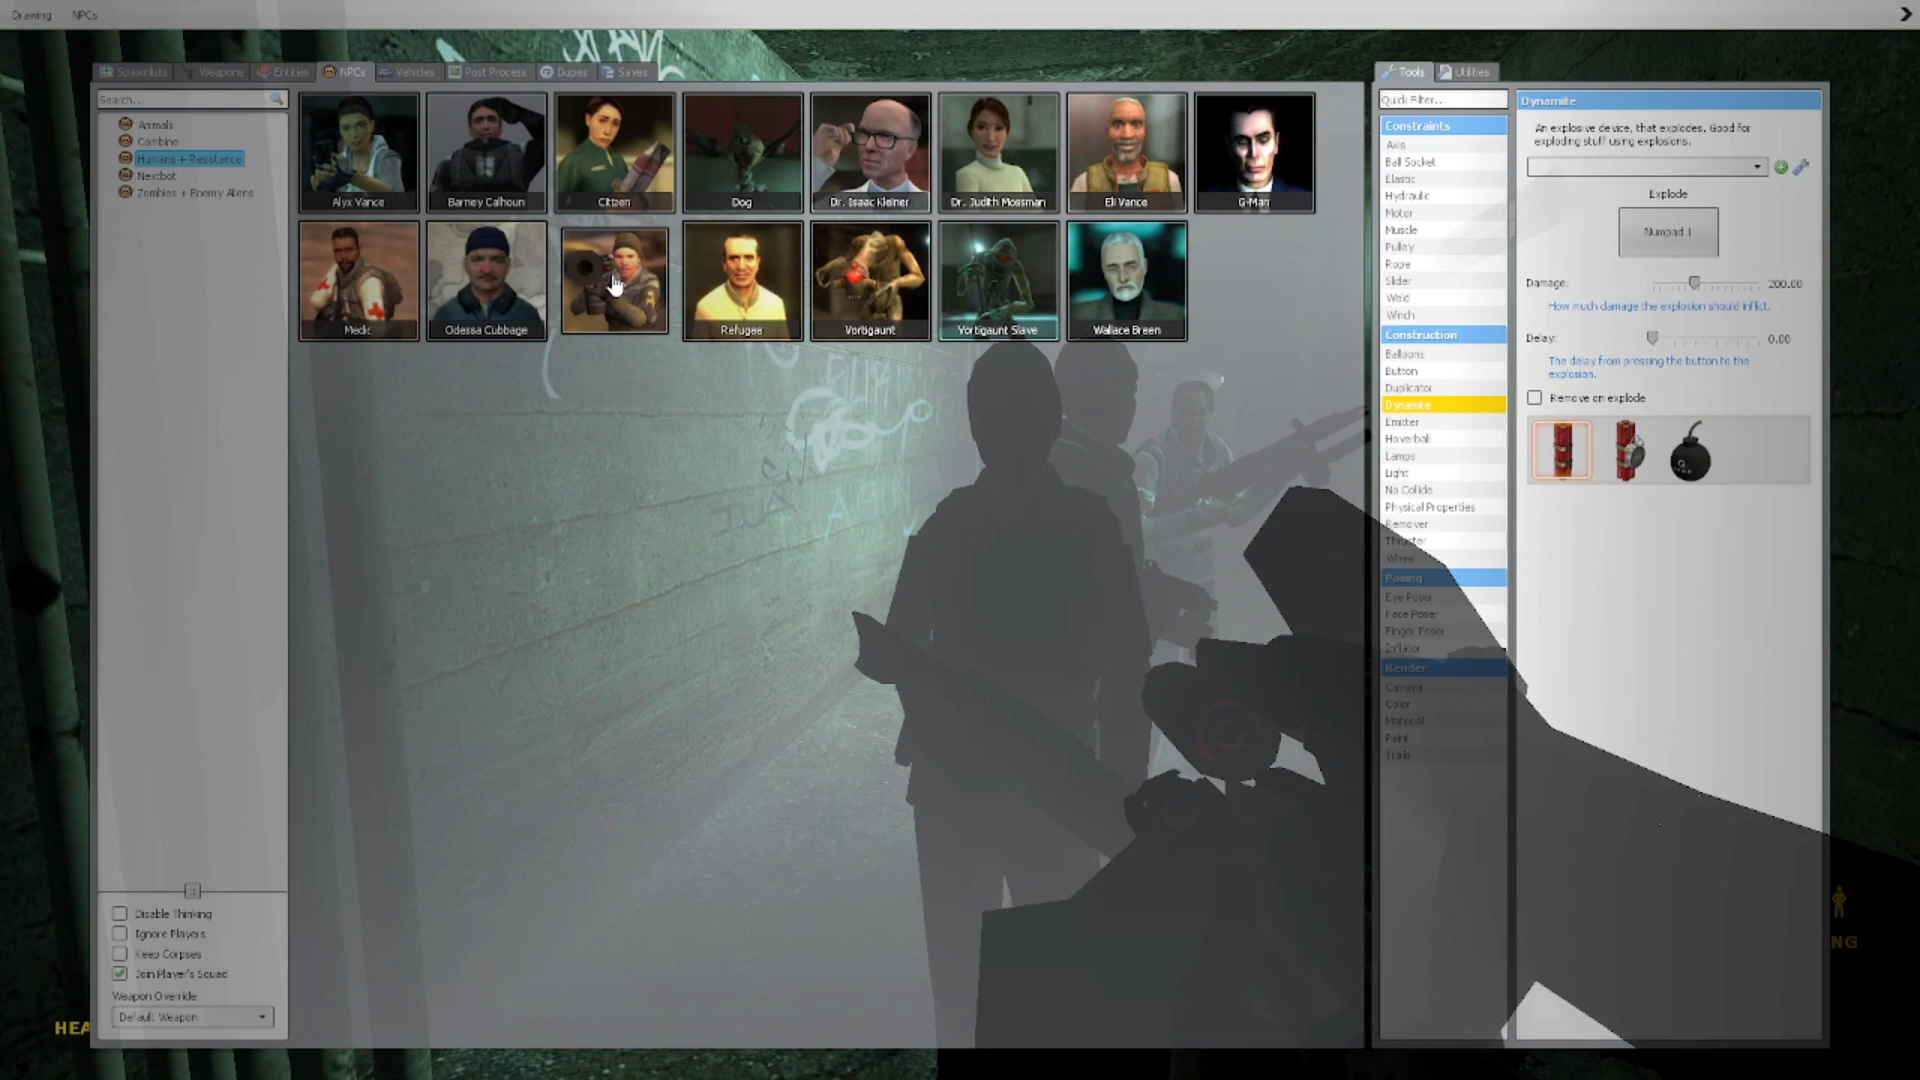 Drawing NPCs
Spawnlists Weapons Entities NPCs Vehicles Post Process Dupes Saves
Search...
Animals
Combine
Humans + Resistance
Nextbot
Zombies + Enemy Aliens
Alyx Vance Barney Calhoun Citizen Dog Dr. Isaac Kleiner Dr. Judith Mossman Eli Vance G-Man
Medic Odessa Cubbage Refugee Vortigaunt Vortigaunt Slave Wallace Breen
Disable Thinking
Ignore Players
Keep Corpses
Join Player's Squad
Weapon Override
Default Weapon
HEA
Tools Utilities
Quick Filter...
Constraints
Axis
Ball Socket
Elastic
Hydraulic
Motor
Muscle
Pulley
Rope
Slider
Weld
Winch
Construction
Balloons
Button
Duplicator
Dynamite
Emitter
Hoverball
Lamps
Light
No Collide
Physical Properties
Remover
Thruster
Wheel
Posing
Eye Poser
Face Poser
Finger Poser
Inflator
Render
Camera
Color
Material
Paint
Trails
Dynamite
An explosive device, that explodes. Good for
exploding stuff using explosions.
Explode
Numpad 1
Damage: 200.00
How much damage the explosion should inflict.
Delay: 0.00
The delay from pressing the button to the
explosion.
Remove on explode
NG